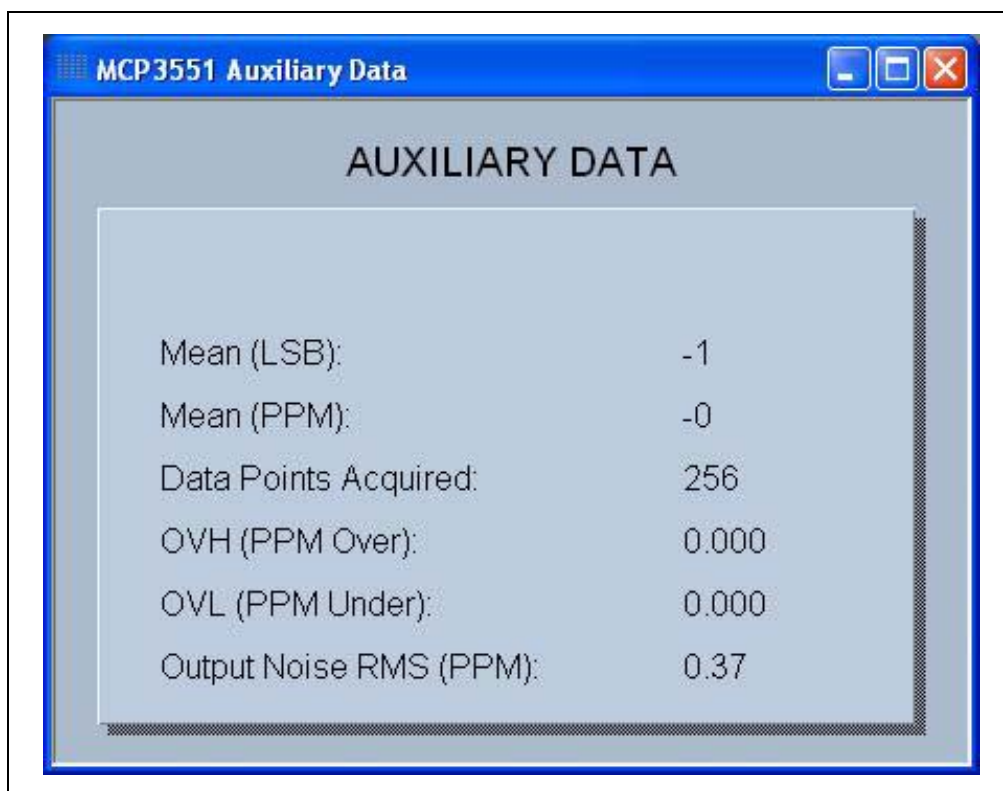 MCP3551 Auxiliary Data
AUXILIARY DATA
Mean (LSB): -1
Mean (PPM): -0
Data Points Acquired: 256
OVH (PPM Over): 0.000
OVL (PPM Under): 0.000
Output Noise RMS (PPM): 0.37